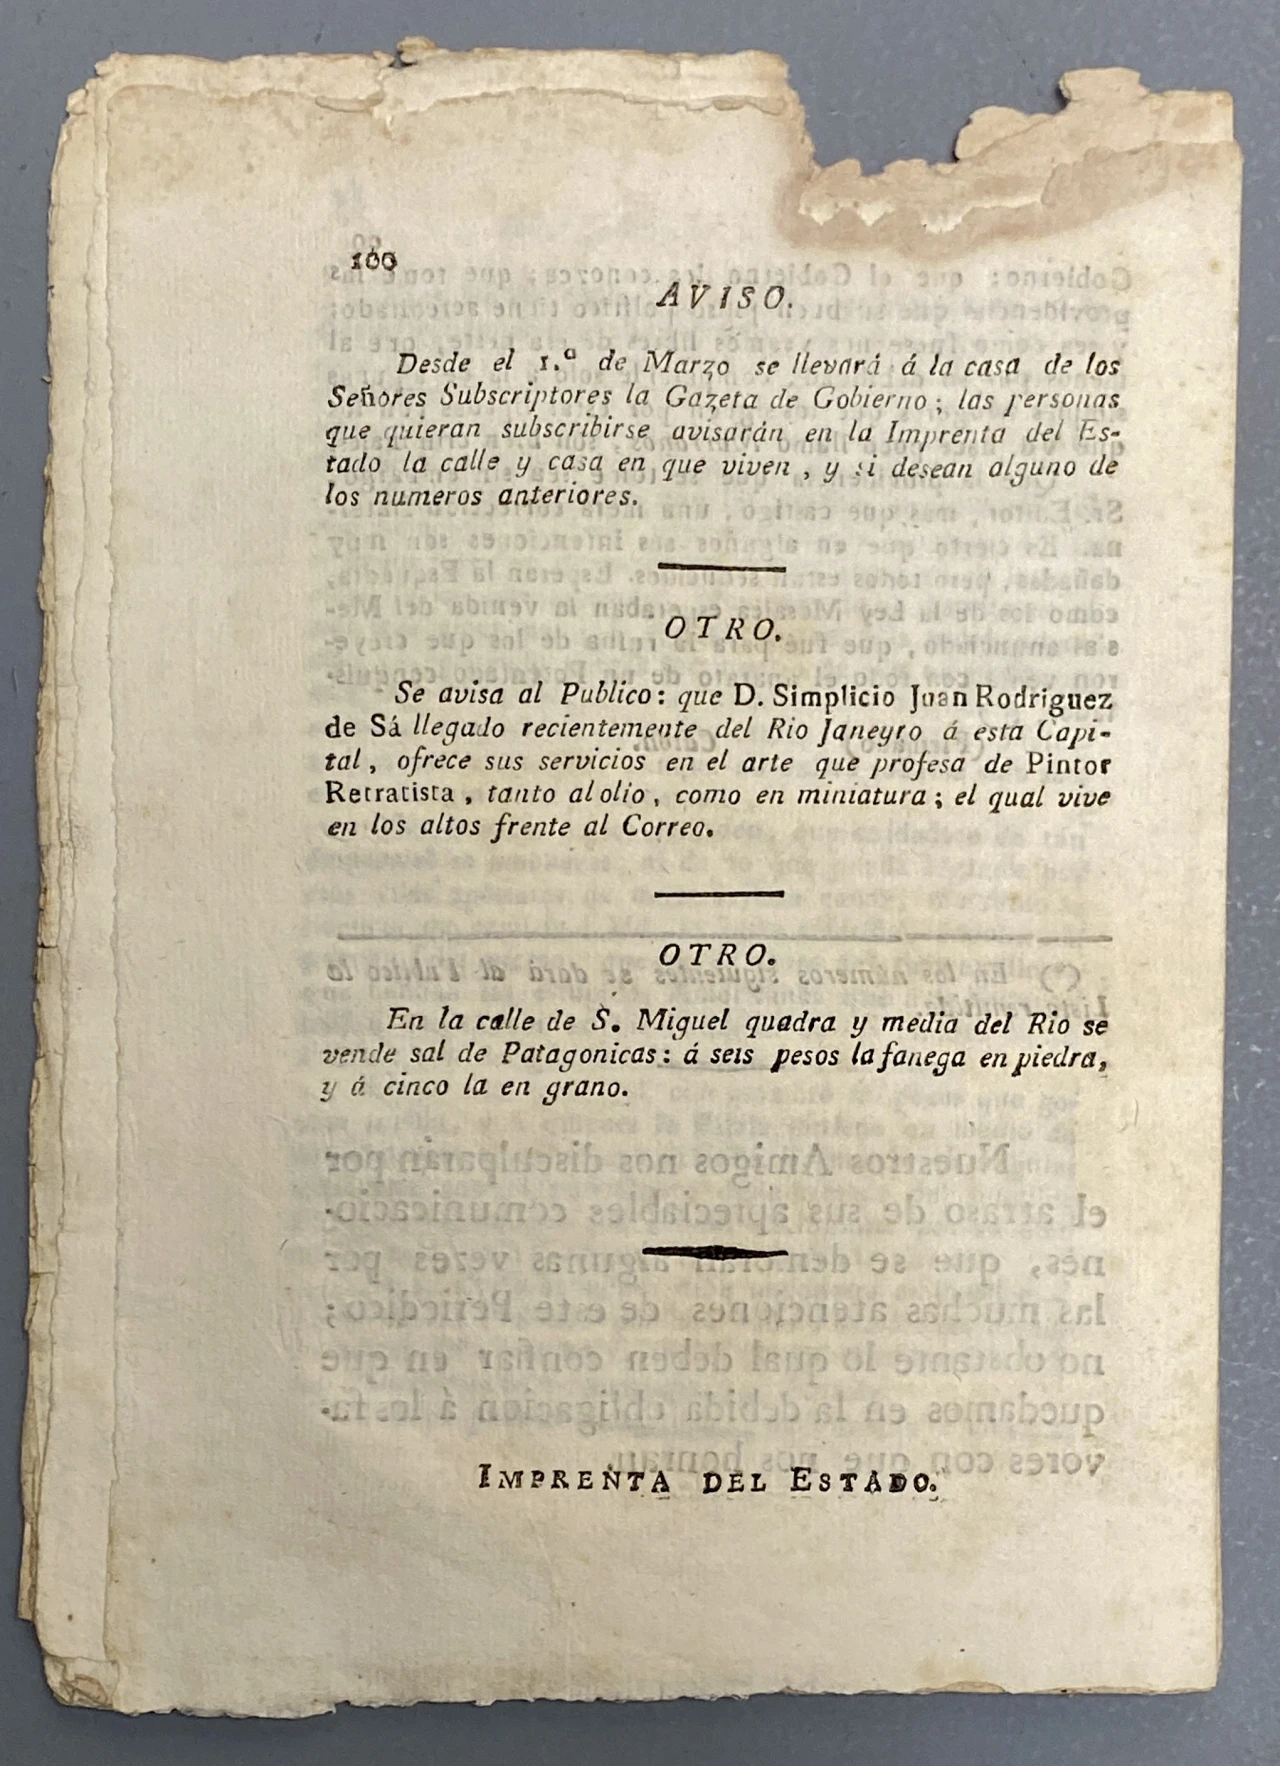 100
AVISO.
Desde el 1.º de Marzo se llevará á la casa de los
Señores Subscriptores la Gazeta de Gobierno; las personas
que quieran subscribirse avisarán en la Imprenta del Es-
tado la calle y casa en que viven, y si desean alguno de
los numeros anteriores.
OTRO.
Se avisa al Publico: que D. Simplicio Juan Rodriguez
de Sá llegado recientemente del Rio Janeyro á esta Capi-
tal, ofrece sus servicios en el arte que profesa de Pintor
Retratista, tanto al olio, como en miniatura; el qual vive
en los altos frente al Correo.
OTRO.
En la calle de S. Miguel quadra y media del Rio se
vende sal de Patagonicas: á seis pesos la fanega en piedra,
y á cinco la en grano.
IMPRENTA DEL ESTADO.